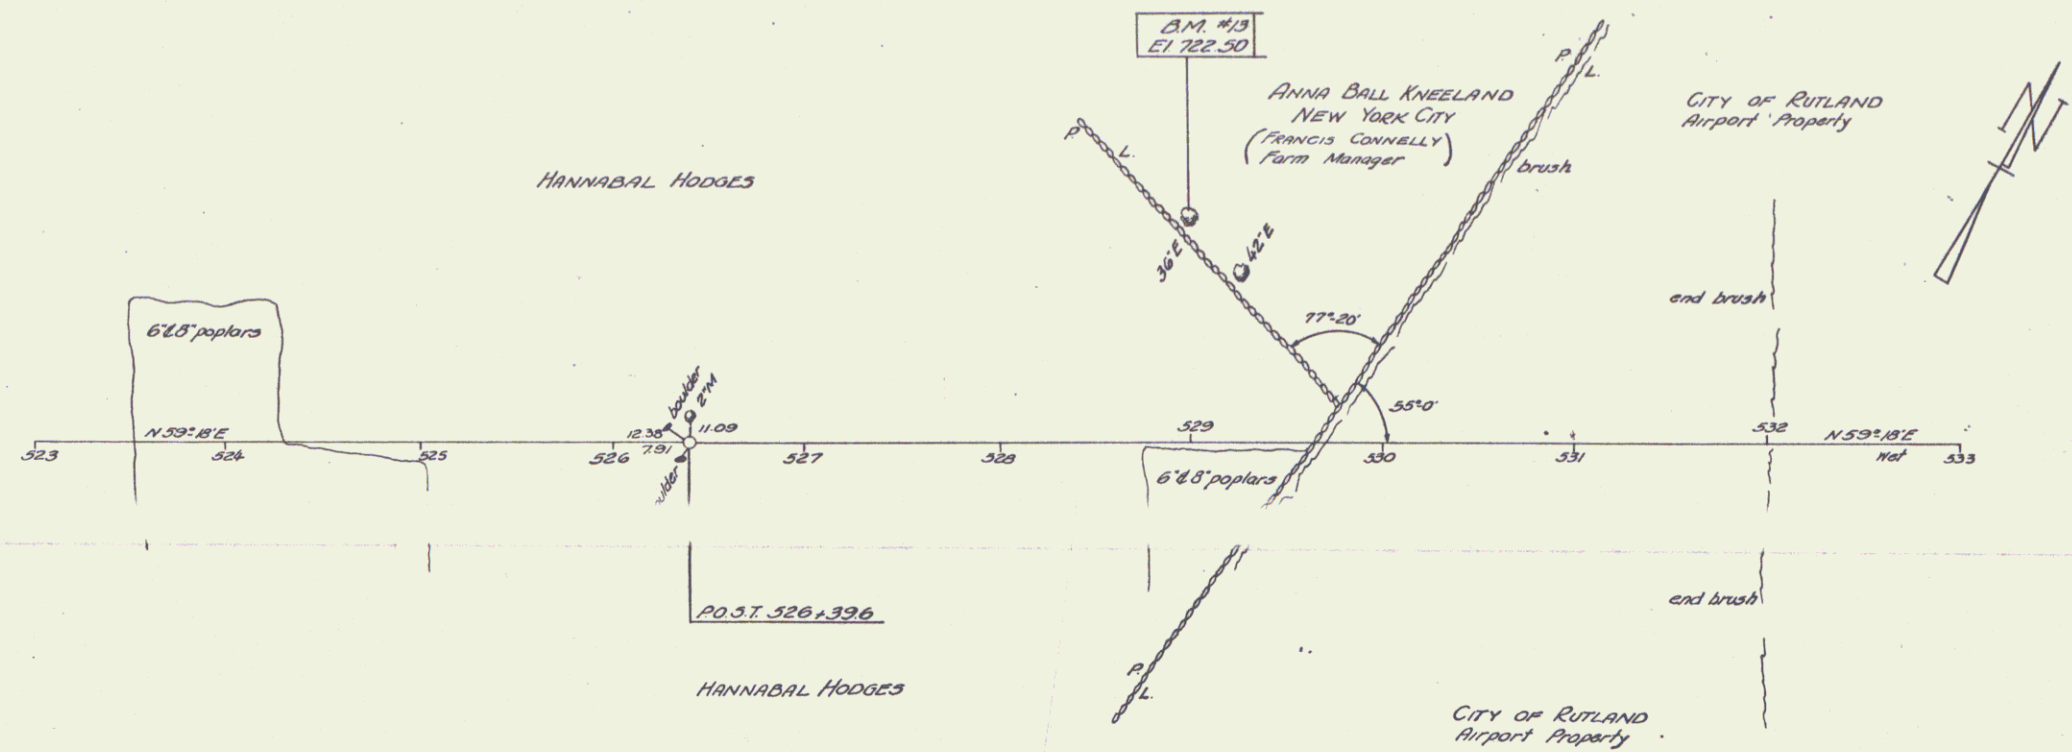 B.M. #13
El. 722.50
ANNA BALL KNEELAND
NEW YORK CITY
(FRANCIS CONNELLY)
Farm Manager
P. L.
CITY OF RUTLAND
Airport Property
N
P. L.
HANNABAL HODGES
brush
36"E
42"E
end brush
6"&8" poplars
77°-20'
55°-0'
boulder
2"M
N 59°-18'E
12.38
11.09
529
532
N 59°-18'E
523
524
525
526
7.91
527
528
530
531
Wet
533
ulder
6"&8" poplars
P.O.S.T. 526+39.6
end brush
HANNABAL HODGES
P. L.
CITY OF RUTLAND
Airport Property